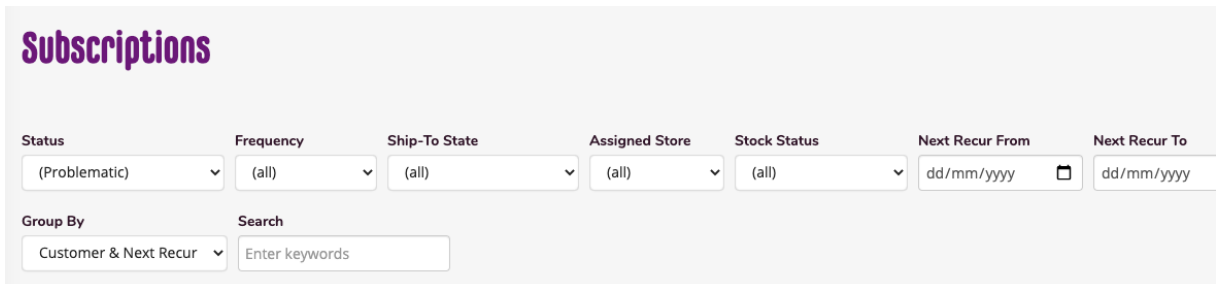 Subscriptions
Status Frequency Ship-To State Assigned Store Stock Status Next Recur From Next Recur To
(Problematic) (all) (all) (all) (all) dd/mm/yyyy dd/mm/yyyy
Group By Search
Customer & Next Recur Enter keywords